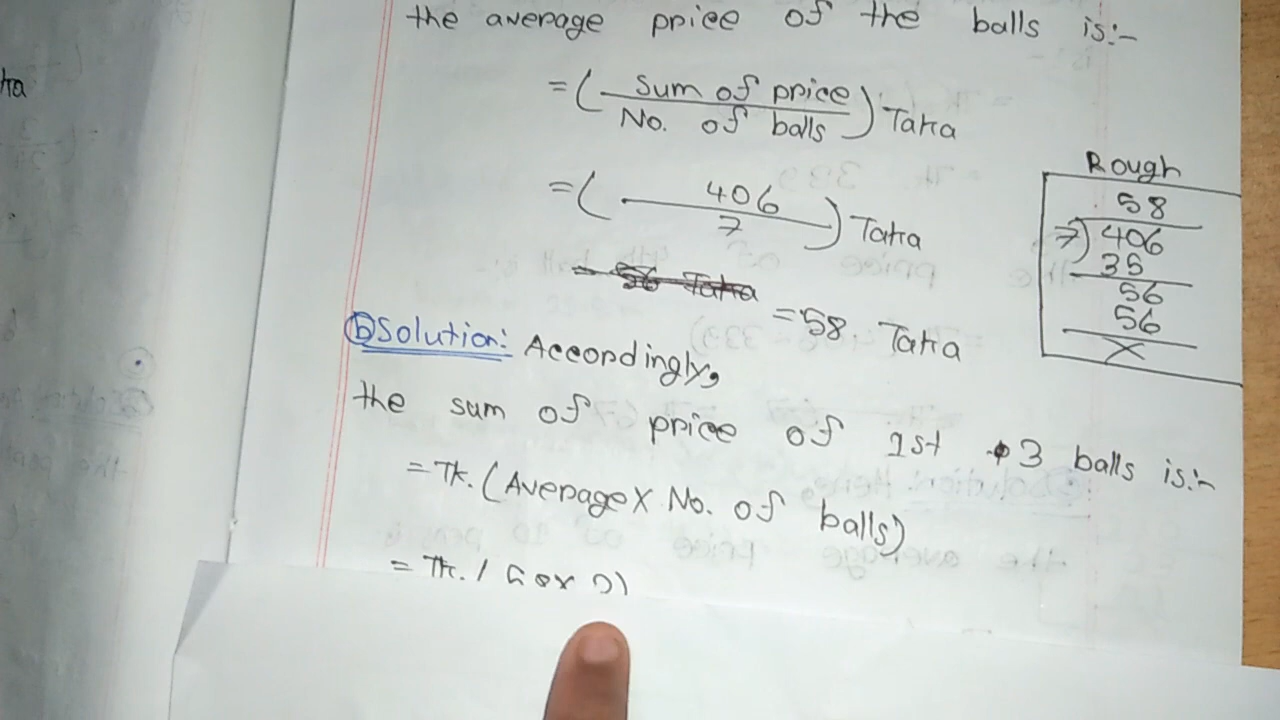 the average price of the balls is:-
=(Sum of price/No. of balls) Taka
=(406/7) Taka
=58 Taka
Rough
58
7)406
35
56
56
x
(b) Solution: Accordingly,
the sum of price of 1st 3 balls is:-
=Tk. (Average x No. of balls)
= Tk.